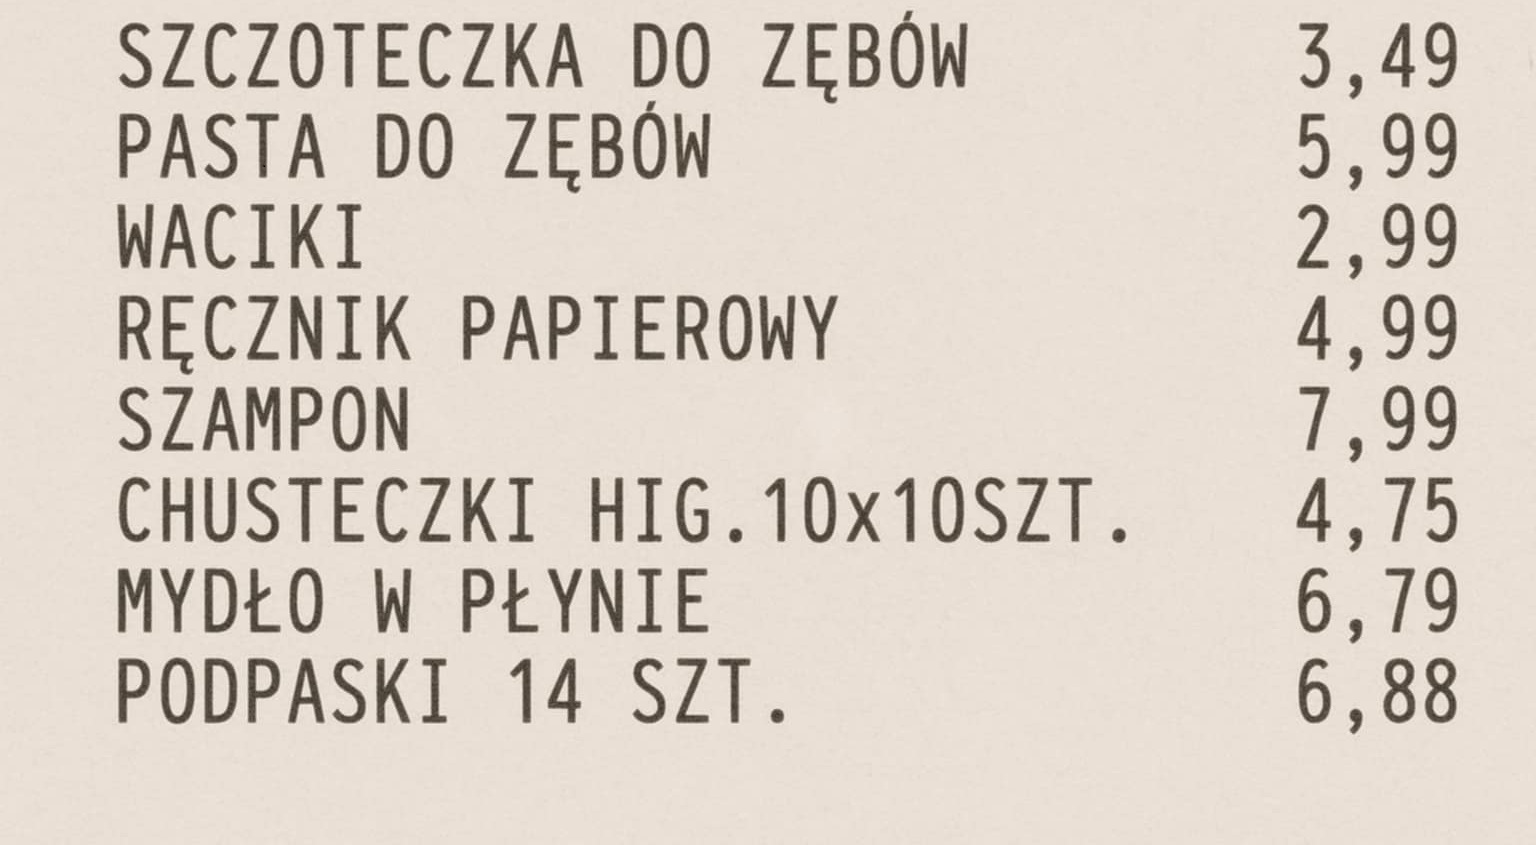 SZCZOTECZKA DO ZĘBÓW 3,49
PASTA DO ZĘBÓW 5,99
WACIKI 2,99
RĘCZNIK PAPIEROWY 4,99
SZAMPON 7,99
CHUSTECZKI HIG.10x10SZT. 4,75
MYDŁO W PŁYNIE 6,79
PODPASKI 14 SZT. 6,88